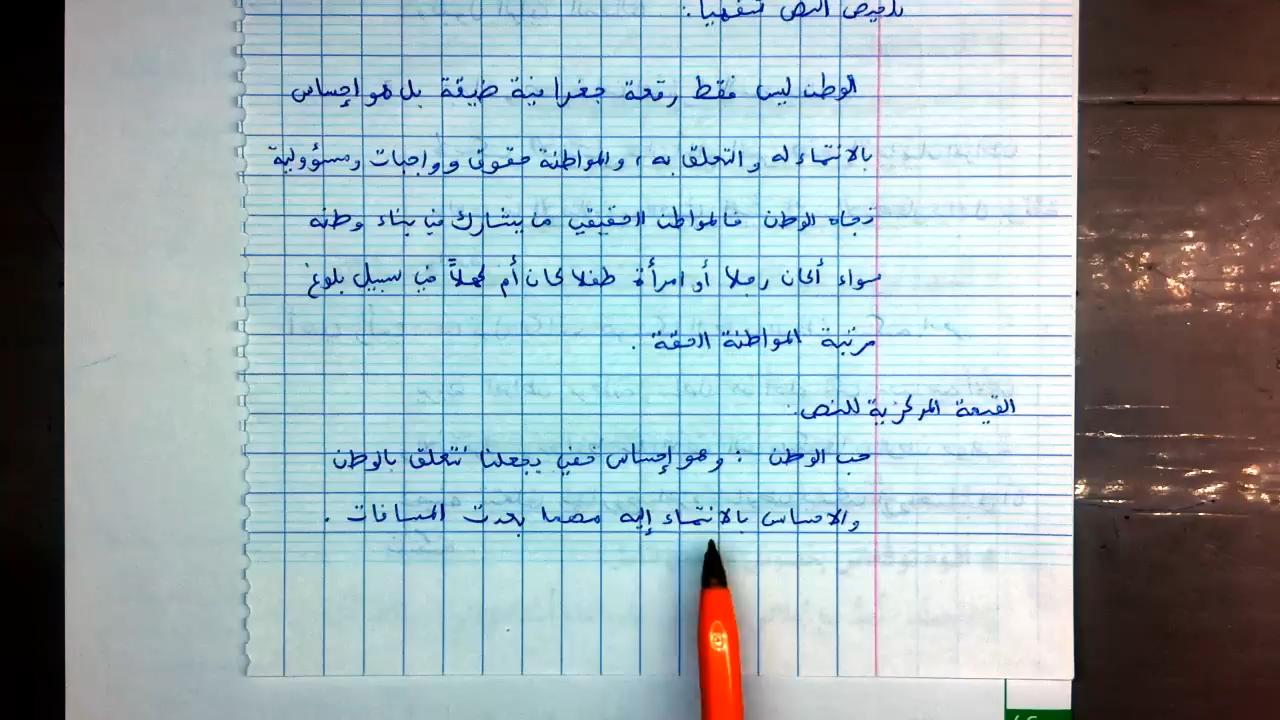 تلخيص النص شفهيا:
الوطن ليس فقط رقعة جغرافية ضيقة بل هو إحساس
بالانتماء له والتعلق به، والمواطنة حقوق وواجبات ومسؤولية
تجاه الوطن فالمواطن الحقيقي من يشارك في بناء وطنه
سواء أكان رجلا أو امرأة طفلا كان أم كهلاً في سبيل بلوغ
مرتبة المواطنة الحقة.
القيمة المركزية للنص:
حب الوطن: وهو إحساس خفي يجعلنا نتعلق بالوطن
والاحساس بالانتماء إليه مهما بعدت المسافات.